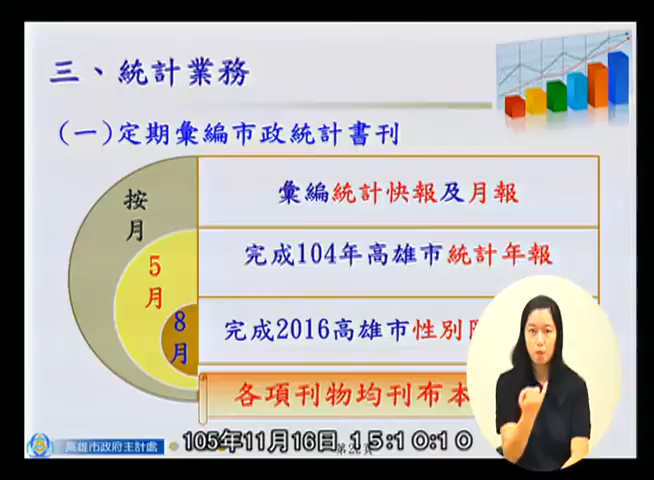 三、統計業務
(一)定期彙編市政統計書刊
按月
彙編統計快報及月報
5月
完成104年高雄市統計年報
8月
完成2016高雄市性別
各項刊物均刊布本
高雄市政府主計處
105年11月16日 15:10:10